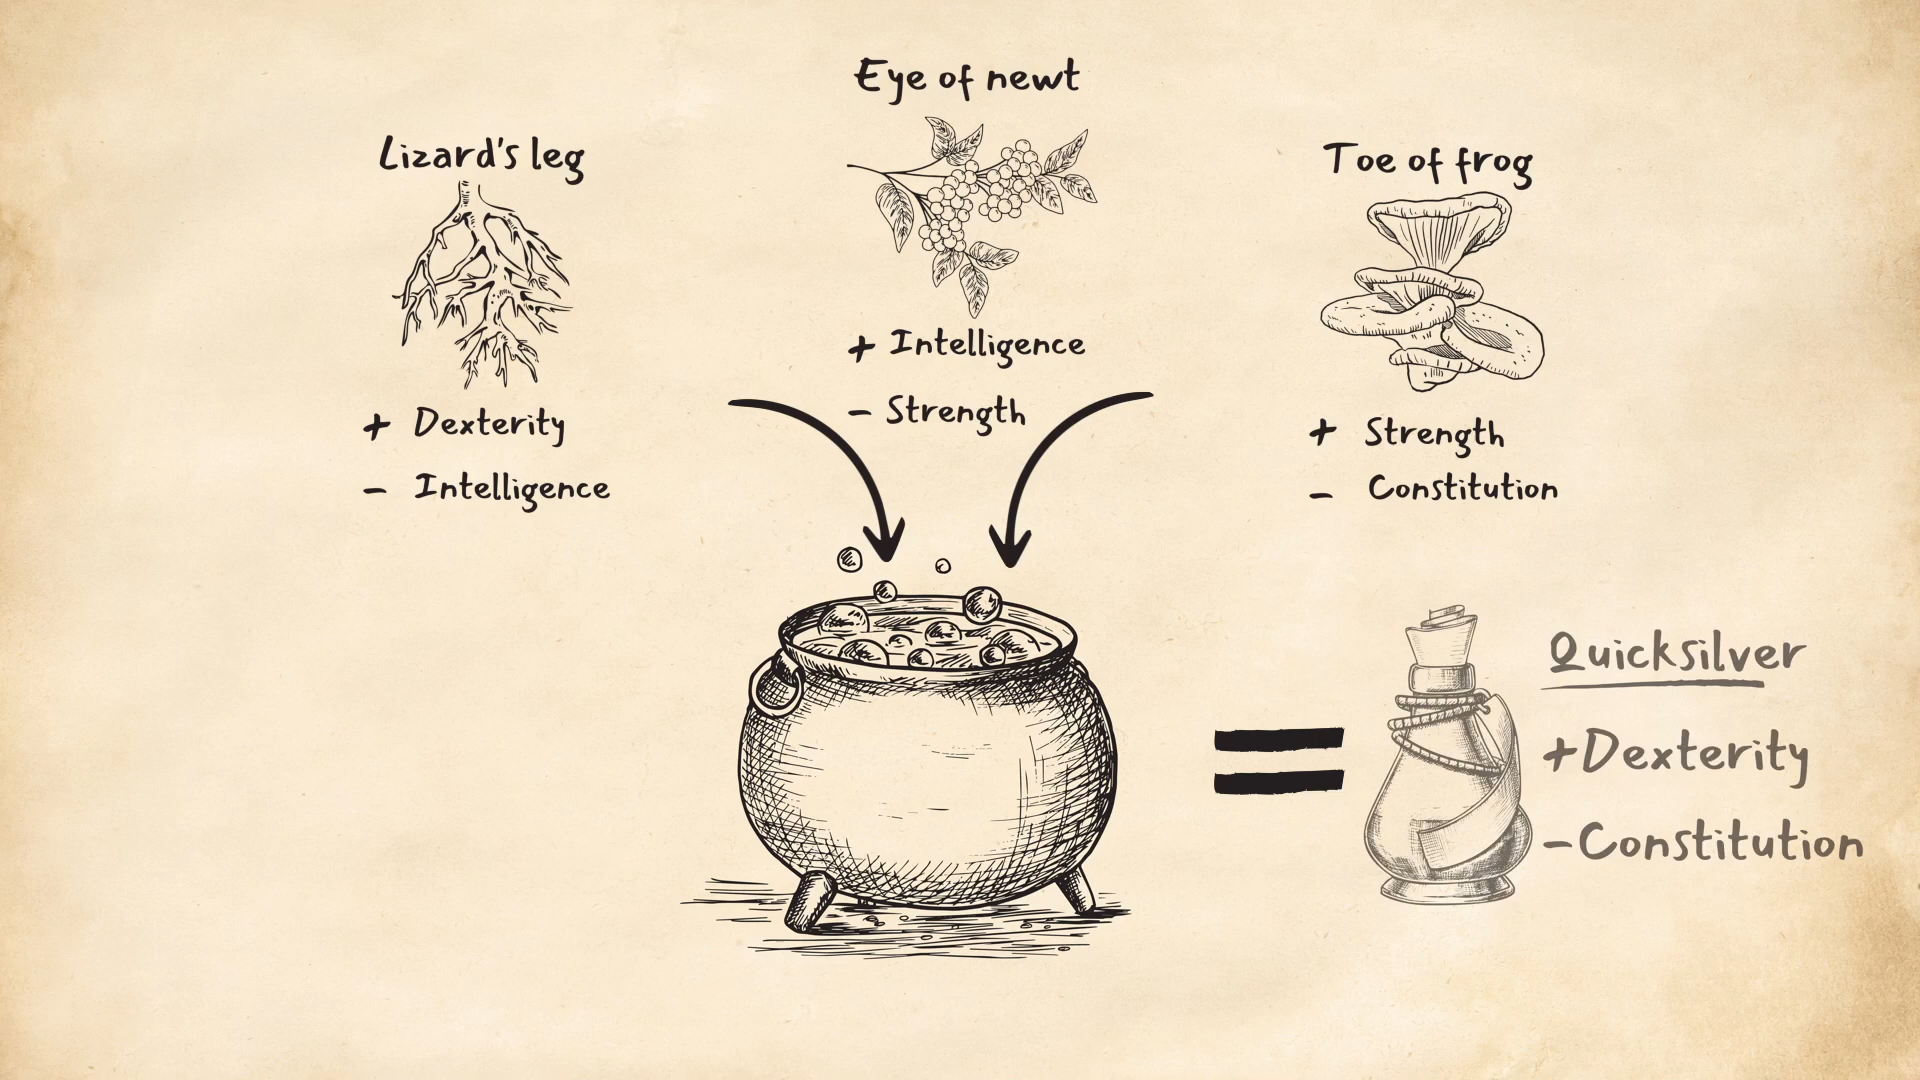 Eye of newt
+ Intelligence
- Strength
Lizard's leg
+ Dexterity
- Intelligence
Toe of frog
+ Strength
- Constitution
=
Quicksilver
+Dexterity
-Constitution